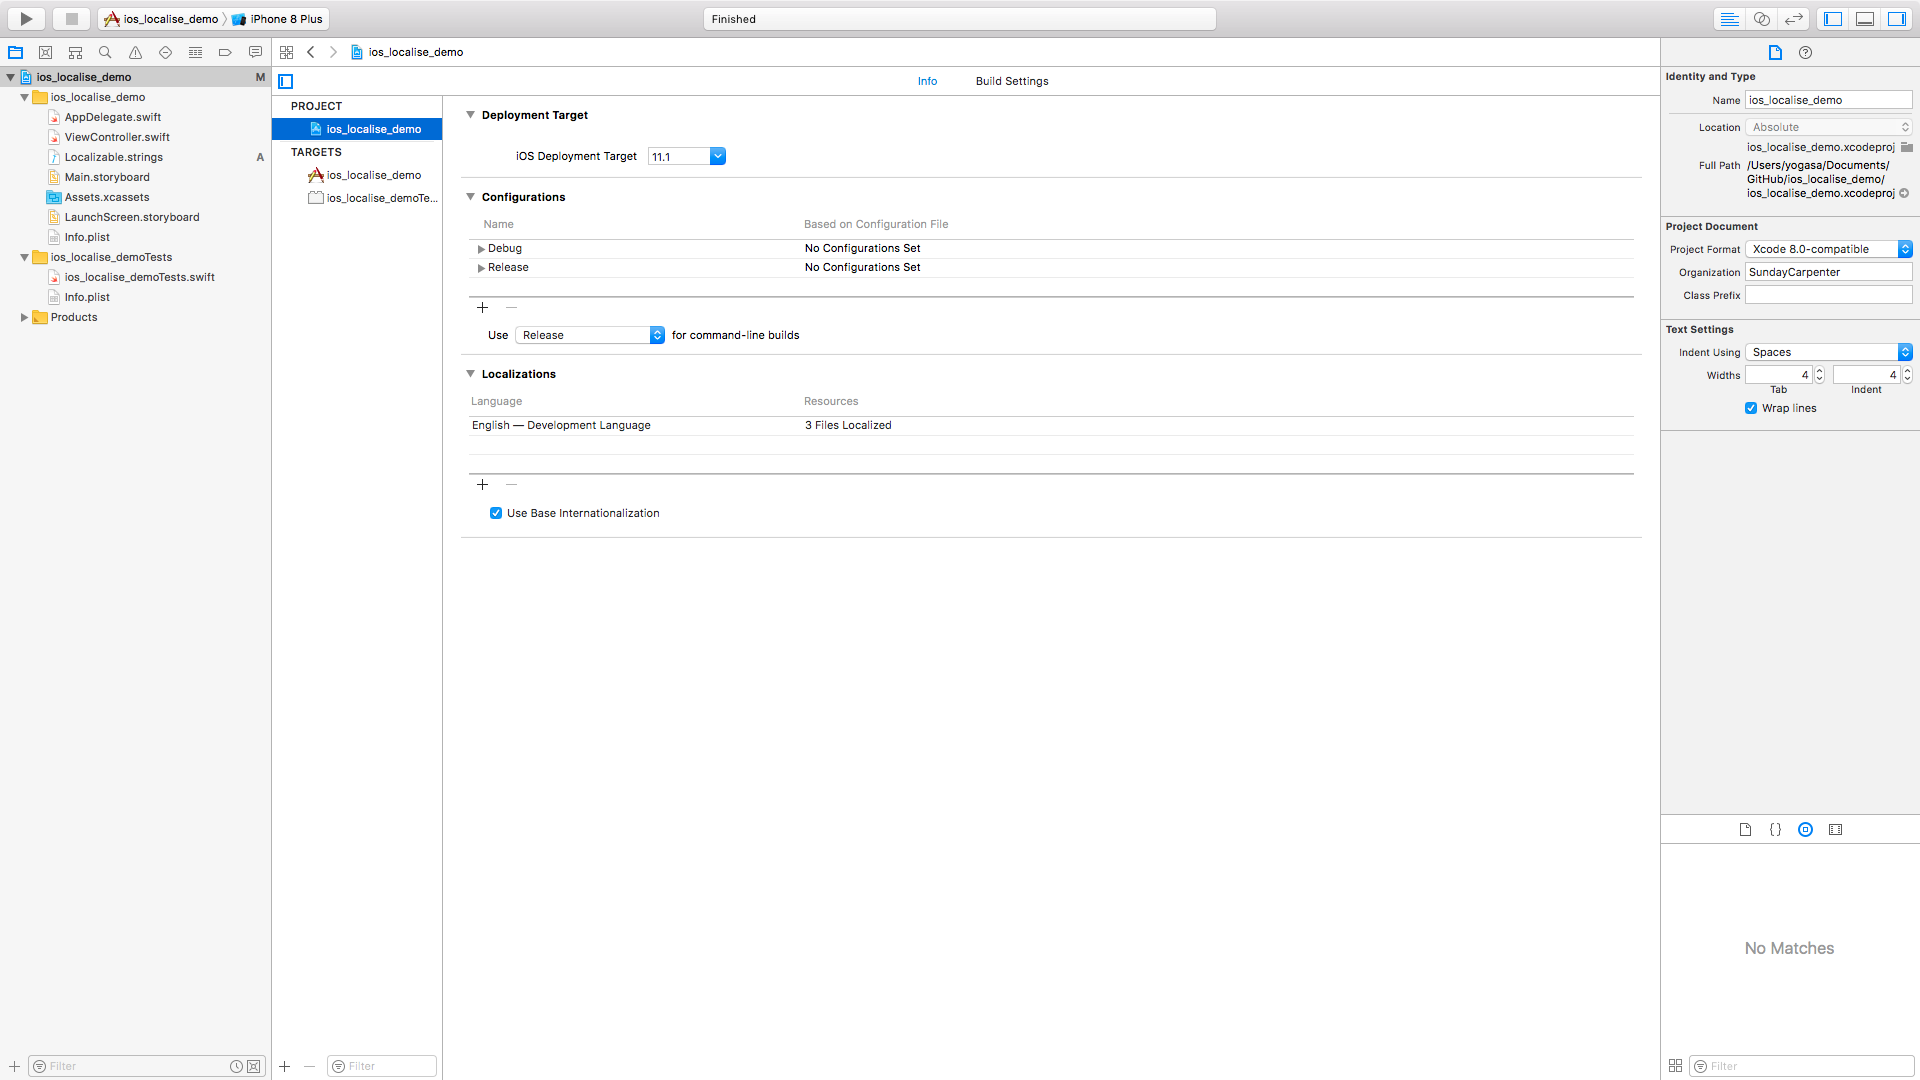 ios_localise_demo
iPhone 8 Plus
Finished
ios_localise_demo
ios_localise_demo M
ios_localise_demo
AppDelegate.swift
ViewController.swift
Localizable.strings A
Main.storyboard
Assets.xcassets
LaunchScreen.storyboard
Info.plist
ios_localise_demoTests
ios_localise_demoTests.swift
Info.plist
Products
Filter
Info
Build Settings
PROJECT
ios_localise_demo
TARGETS
ios_localise_demo
ios_localise_demoTe...
Filter
Deployment Target
iOS Deployment Target 11.1
Configurations
Name Based on Configuration File
Debug No Configurations Set
Release No Configurations Set
Use Release for command-line builds
Localizations
Language Resources
English — Development Language 3 Files Localized
Use Base Internationalization
Identity and Type
Name ios_localise_demo
Location Absolute
ios_localise_demo.xcodeproj
Full Path /Users/yogasa/Documents/
GitHub/ios_localise_demo/
ios_localise_demo.xcodeproj
Project Document
Project Format Xcode 8.0-compatible
Organization SundayCarpenter
Class Prefix
Text Settings
Indent Using Spaces
Widths 4 4
Tab Indent
Wrap lines
{}
No Matches
Filter